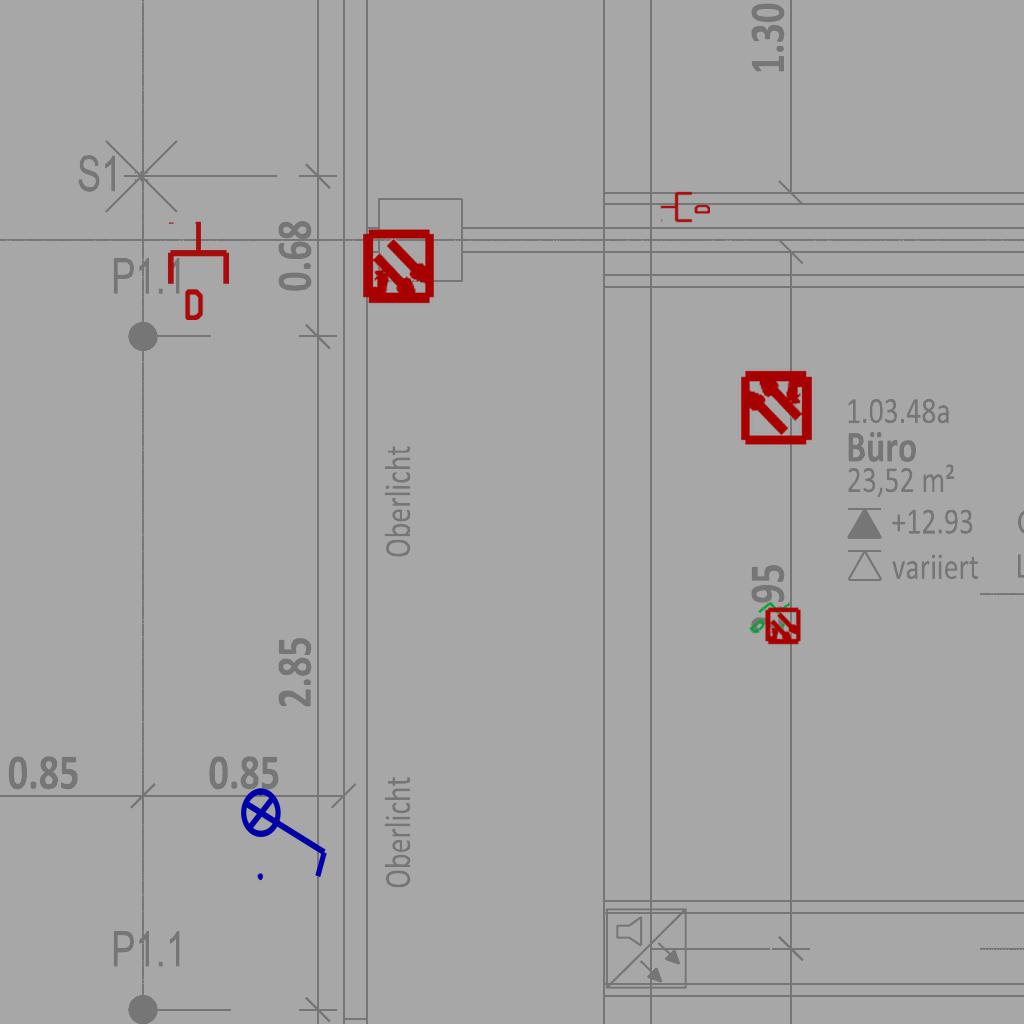 1.30
S1
P1.1
D
0.68
D
1.03.48a
Büro
23,52 m²
+12.93
variiert
Oberlicht
95
2.85
0.85
0.85
Oberlicht
P1.1